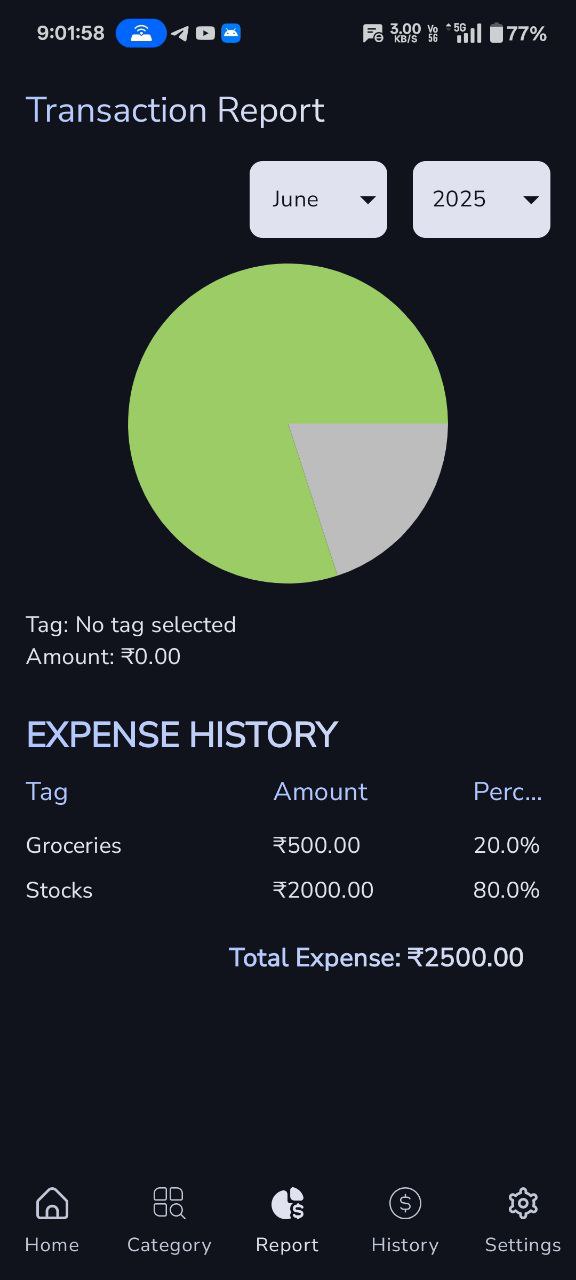 9:01:58 3.00 KB/S Vo 5G 5G 77%
Transaction Report
June 2025
Tag: No tag selected
Amount: ₹0.00
EXPENSE HISTORY
Tag Amount Perc...
Groceries ₹500.00 20.0%
Stocks ₹2000.00 80.0%
Total Expense: ₹2500.00
Home Category Report History Settings